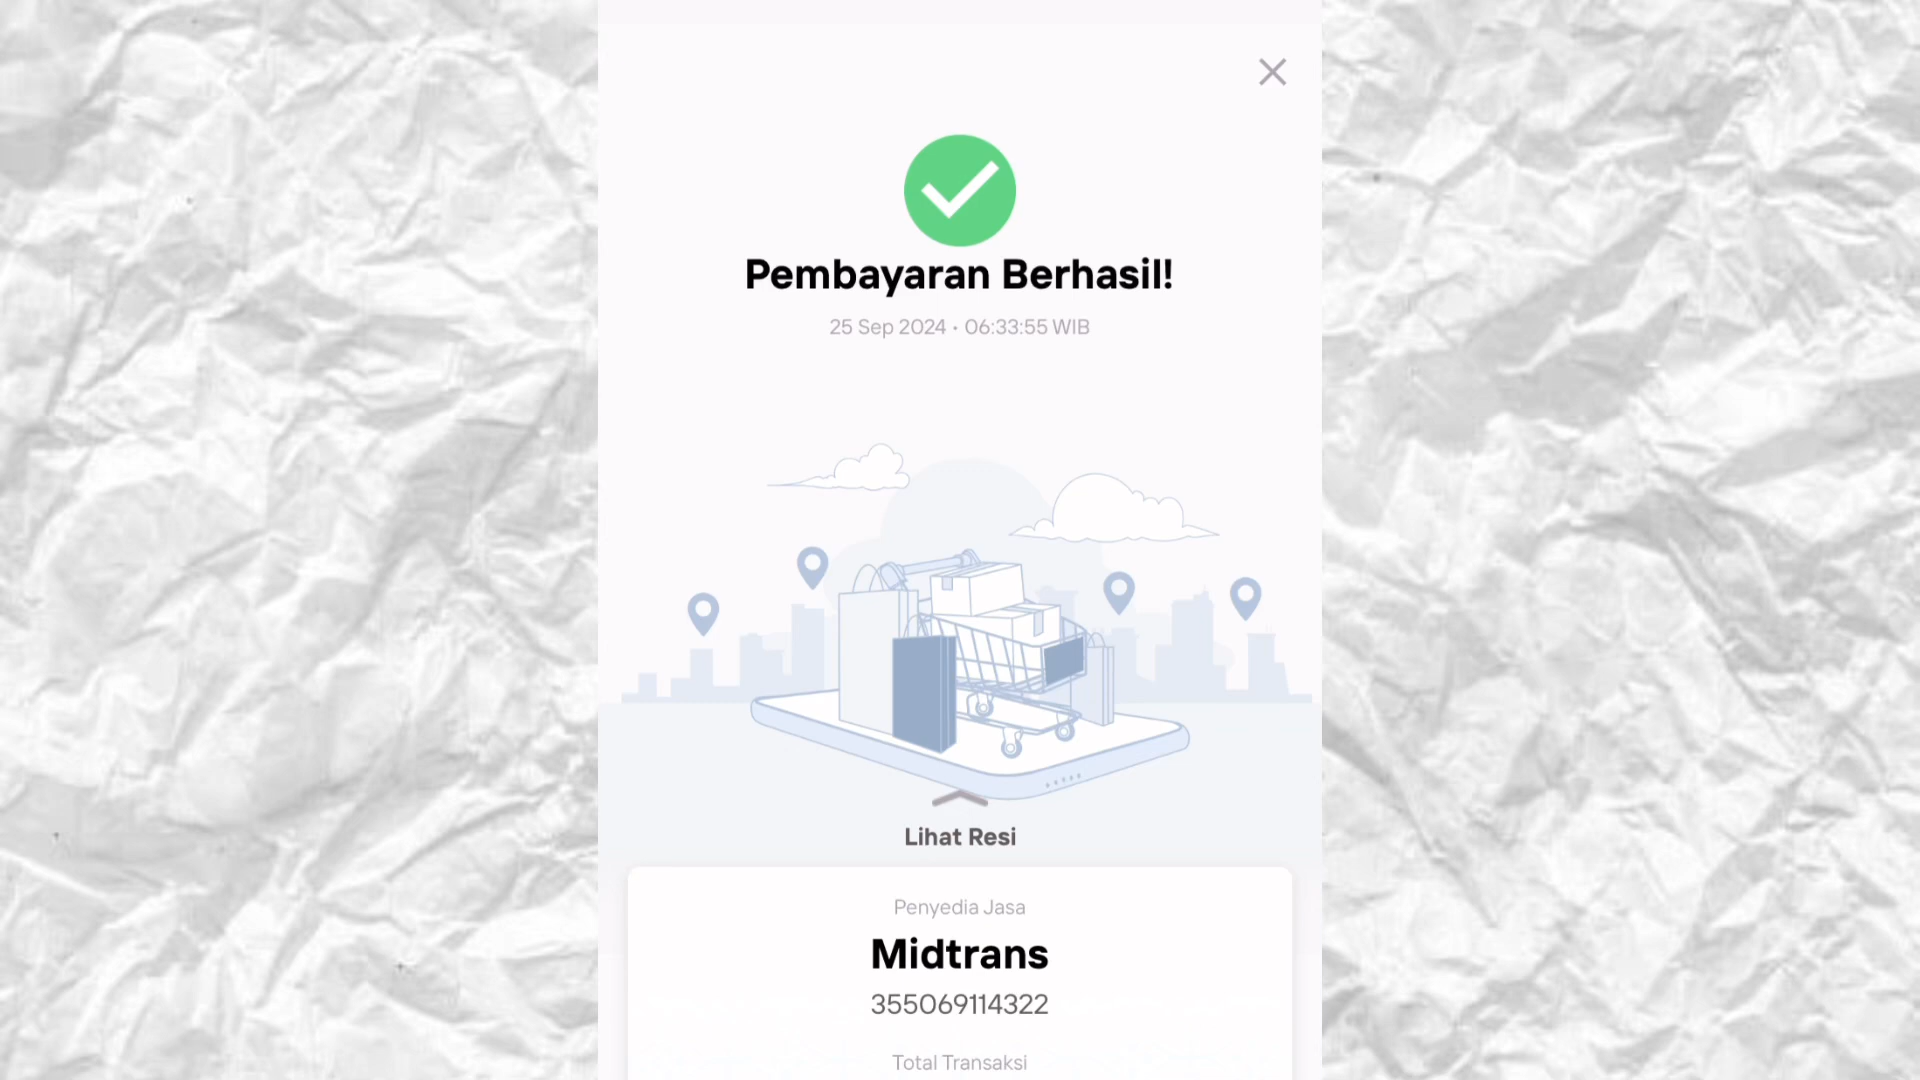 Pembayaran Berhasil!
25 Sep 2024 • 06:33:55 WIB
Lihat Resi
Penyedia Jasa
Midtrans
355069114322
Total Transaksi